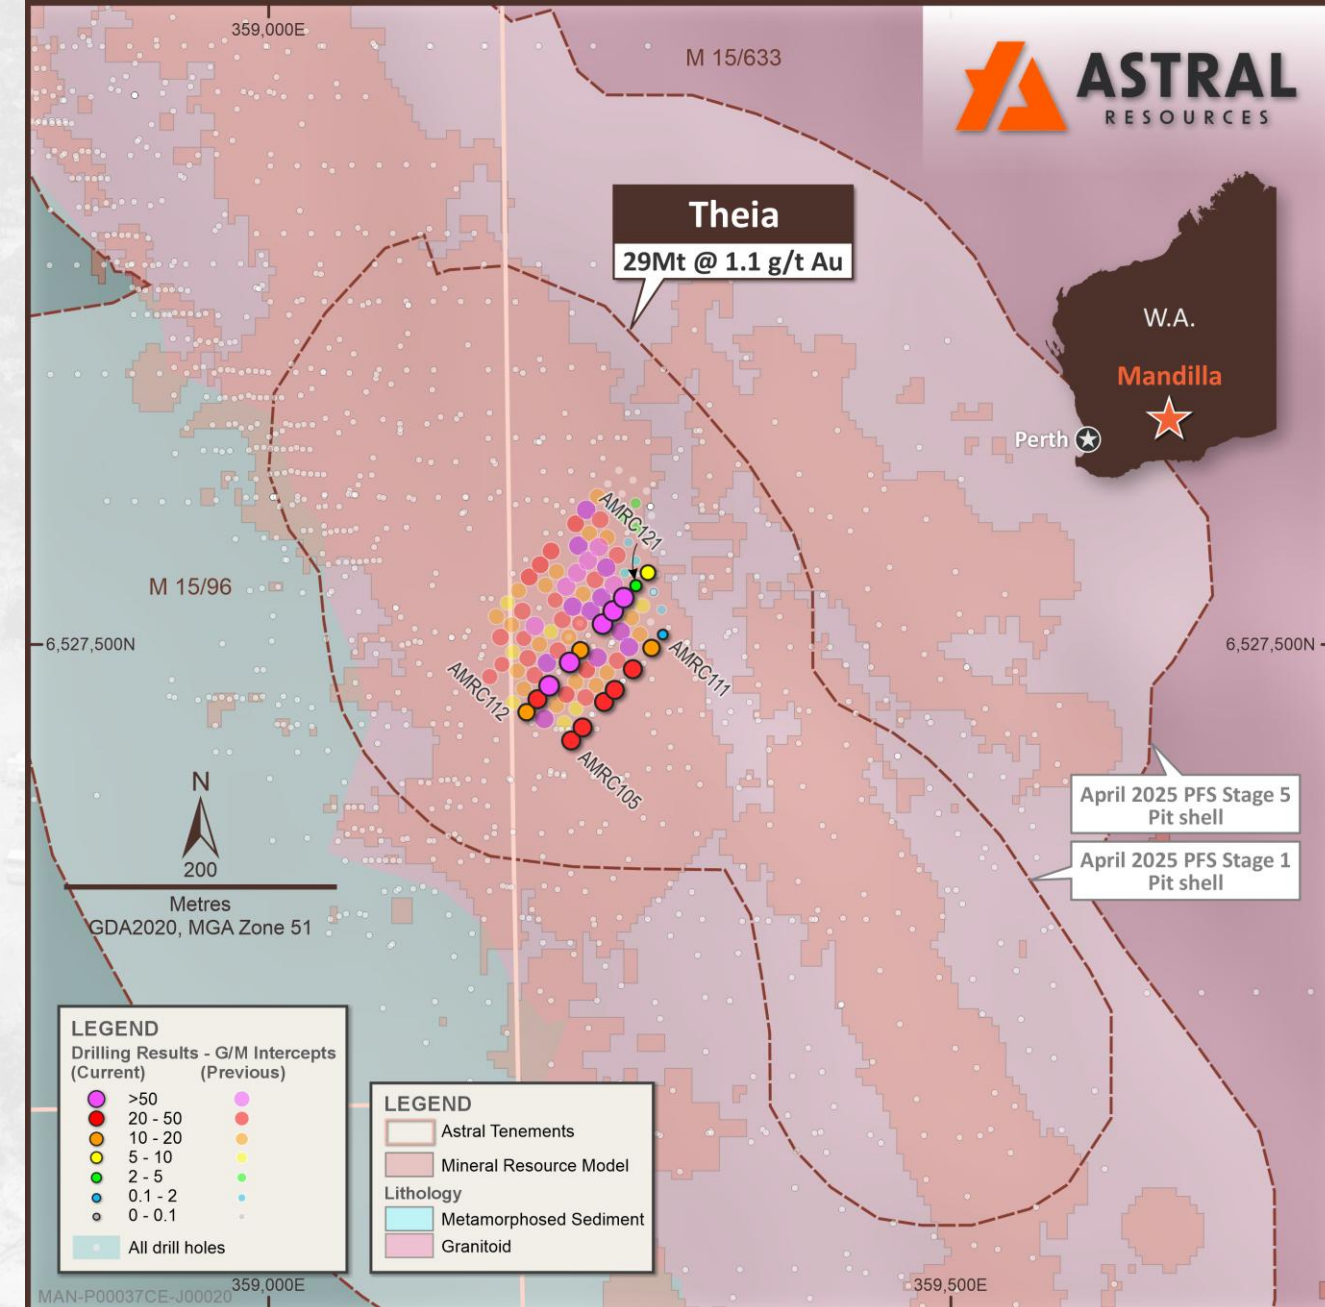 359,000E
M 15/633
ASTRAL
RESOURCES
Theia
29Mt @ 1.1 g/t Au
W.A.
Mandilla
Perth
AMRC121
M 15/96
6,527,500N
6,527,500N
AMRC111
AMRC112
AMRC105
N
200
Metres
GDA2020, MGA Zone 51
April 2025 PFS Stage 5
Pit shell
April 2025 PFS Stage 1
Pit shell
LEGEND
Drilling Results - G/M Intercepts
(Current) (Previous)
>50
20 - 50
10 - 20
5 - 10
2 - 5
0.1 - 2
0 - 0.1
All drill holes
LEGEND
Astral Tenements
Mineral Resource Model
Lithology
Metamorphosed Sediment
Granitoid
MAN-P00037CE-J00020
359,000E
359,500E